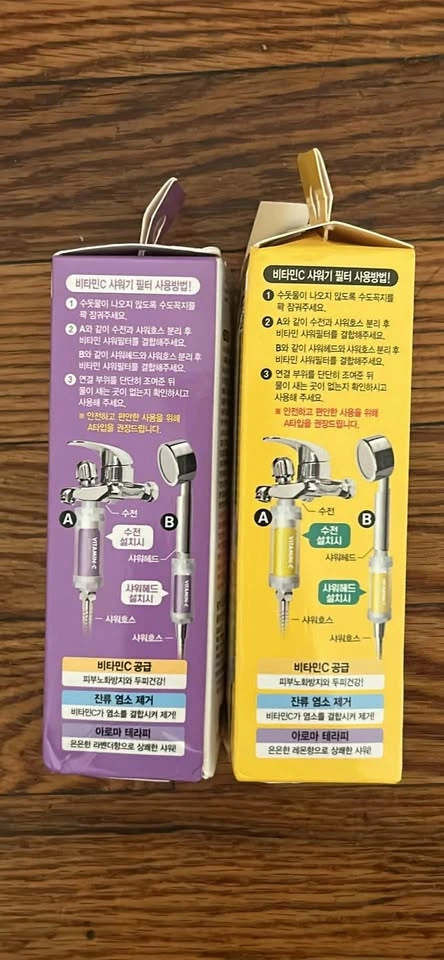 비타민C 샤워기 필터 사용방법!
1 수돗물이 나오지 않도록 수도꼭지를
꽉 잠궈주세요.
2 A와 같이 수전과 샤워호스 분리 후
비타민 샤워필터를 결합해주세요.
B와 같이 샤워헤드와 샤워호스 분리 후
비타민 샤워필터를 결합해주세요.
3 연결 부위를 단단히 조여준 뒤
물이 새는 곳이 없는지 확인하시고
사용해 주세요.
※ 안전하고 편안한 사용을 위해
A타입을 권장드립니다.
수전
A
B
수전
설치시
VITAMIN-C
샤워헤드
샤워헤드
설치시
VITAMIN-C
샤워호스
샤워호스
비타민C 공급
피부노화방지와 두피건강!
잔류 염소 제거
비타민C가 염소를 결합시켜 제거!
아로마 테라피
은은한 라벤더향으로 상쾌한 샤워!
비타민C 샤워기 필터 사용방법!
1 수돗물이 나오지 않도록 수도꼭지를
꽉 잠궈주세요.
2 A와 같이 수전과 샤워호스 분리 후
비타민 샤워필터를 결합해주세요.
B와 같이 샤워헤드와 샤워호스 분리 후
비타민 샤워필터를 결합해주세요.
3 연결 부위를 단단히 조여준 뒤
물이 새는 곳이 없는지 확인하시고
사용해 주세요.
※ 안전하고 편안한 사용을 위해
A타입을 권장드립니다.
수전
A
B
수전
설치시
VITAMIN-C
샤워헤드
샤워헤드
설치시
VITAMIN-C
샤워호스
샤워호스
비타민C 공급
피부노화방지와 두피건강!
잔류 염소 제거
비타민C가 염소를 결합시켜 제거!
아로마 테라피
은은한 레몬향으로 상쾌한 샤워!